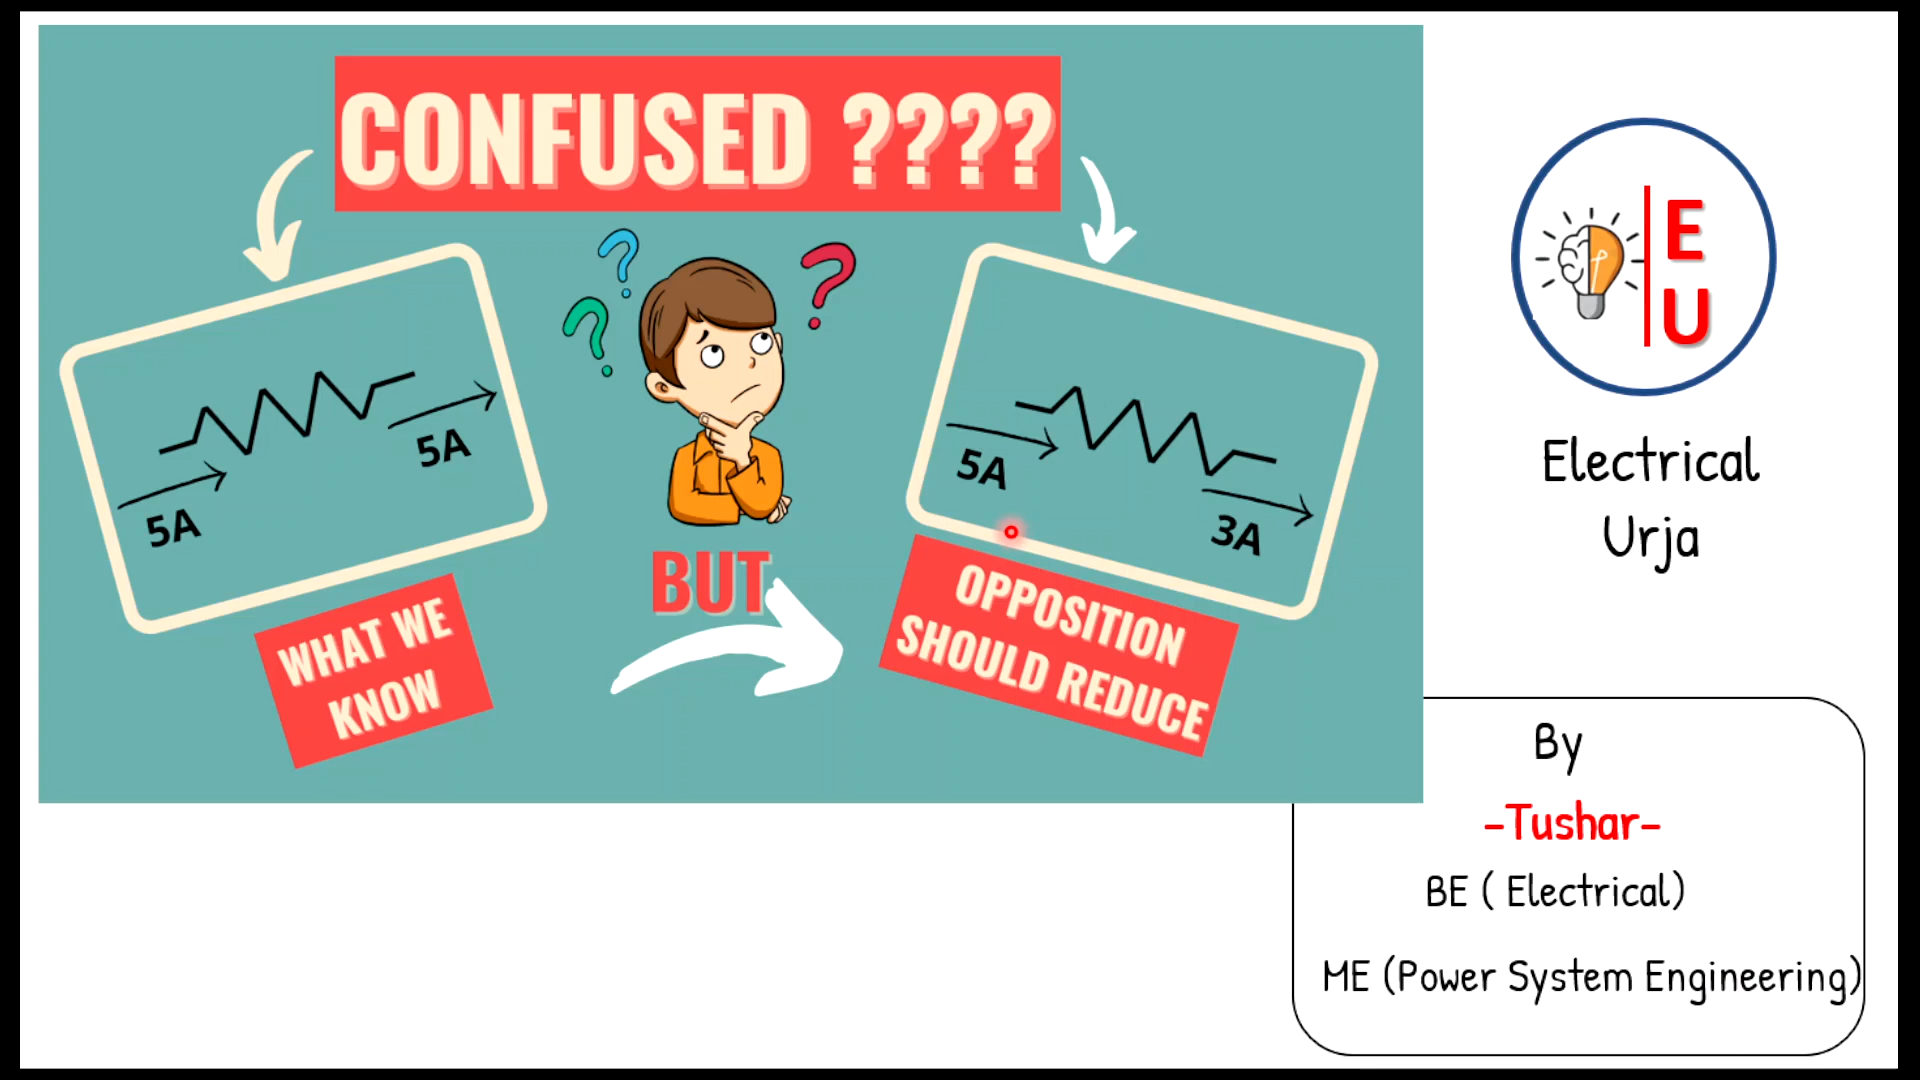 CONFUSED ????
5A
5A
WHAT WE
KNOW
BUT
5A
3A
OPPOSITION
SHOULD REDUCE
E
U
Electrical
Urja
By
-Tushar-
BE ( Electrical)
ME (Power System Engineering)